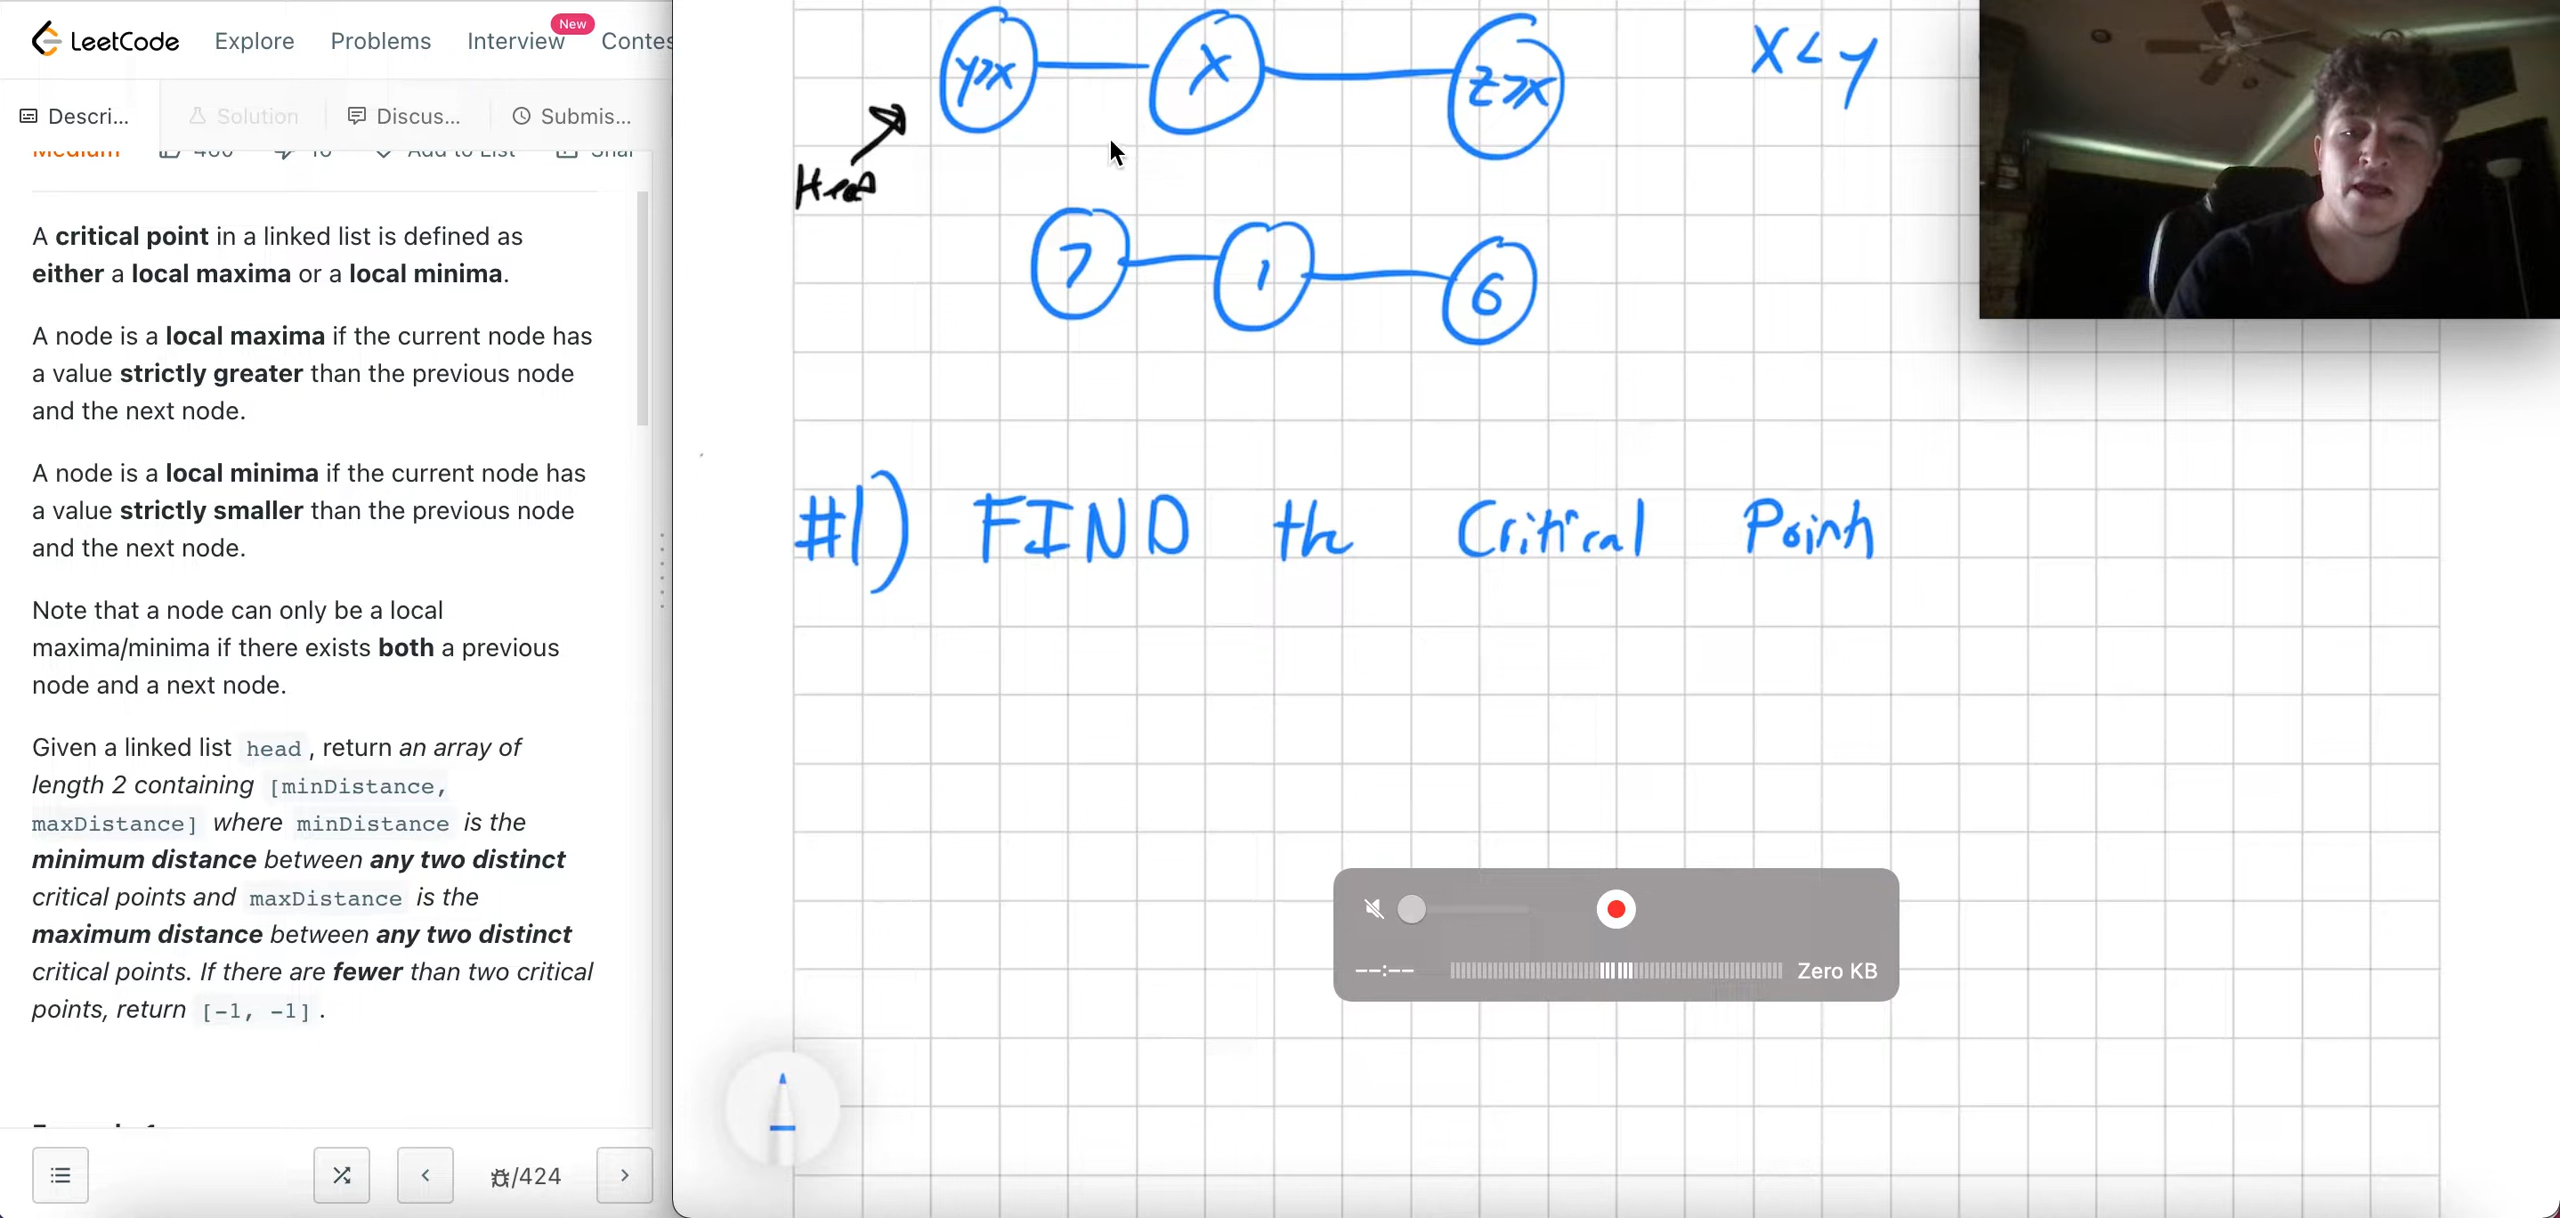 LeetCode Explore Problems Interview New Contes
Descri... Solution Discus... Submis...
Medium 460 16 Add to List Shar
A critical point in a linked list is defined as
either a local maxima or a local minima.
A node is a local maxima if the current node has
a value strictly greater than the previous node
and the next node.
A node is a local minima if the current node has
a value strictly smaller than the previous node
and the next node.
Note that a node can only be a local
maxima/minima if there exists both a previous
node and a next node.
Given a linked list head , return an array of
length 2 containing [minDistance,
maxDistance] where minDistance is the
minimum distance between any two distinct
critical points and maxDistance is the
maximum distance between any two distinct
critical points. If there are fewer than two critical
points, return [-1, -1] .
/424
y>x x z>x x<y
Head
7 1 6
#1) FIND the Critical Point
--:-- Zero KB